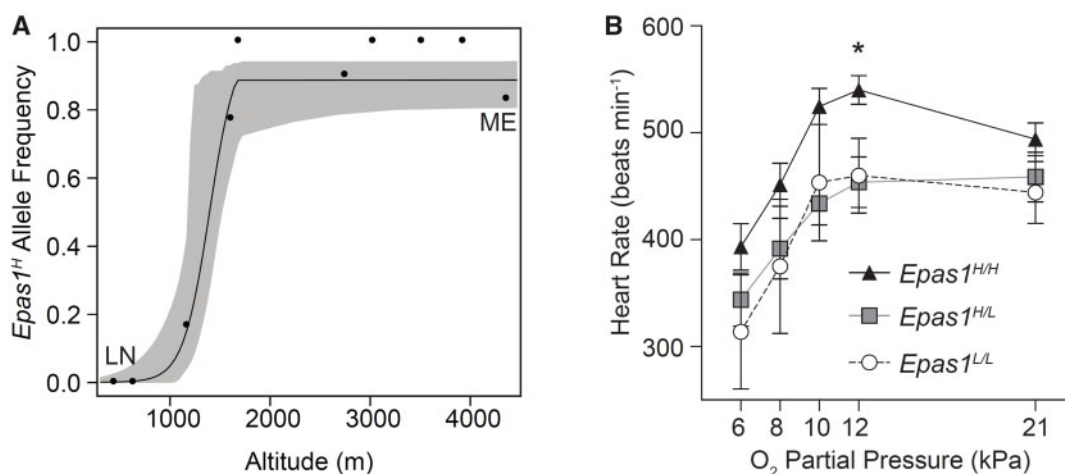 A
Epas1ᴴ Allele Frequency
1.0
0.8
0.6
0.4
0.2
0.0
LN
ME
1000 2000 3000 4000
Altitude (m)
B
Heart Rate (beats min⁻¹)
600
500
400
300
*
Epas1ᴴ/ᴴ
Epas1ᴴ/ᴸ
Epas1ᴸ/ᴸ
6 8 10 12 21
O₂ Partial Pressure (kPa)